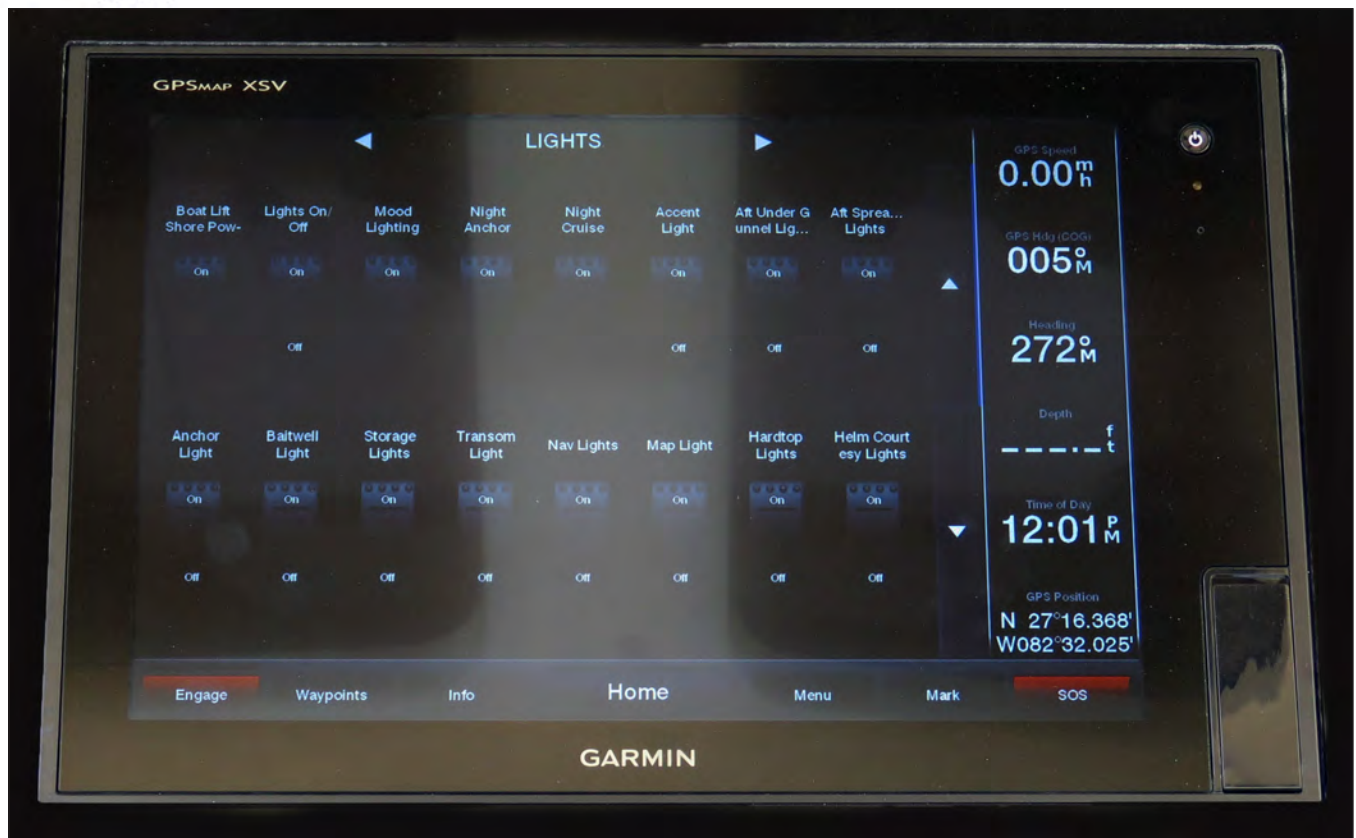 GPSMAP XSV
LIGHTS
Boat Lift
Shore Pow-
Lights On/
Off
Mood
Lighting
Night
Anchor
Night
Cruise
Accent
Light
Aft Under G
unnel Lig...
Aft Sprea...
Lights
On
On
On
On
On
On
On
On
Off
Off
Off
Off
Anchor
Light
Baitwell
Light
Storage
Lights
Transom
Light
Nav Lights
Map Light
Hardtop
Lights
Helm Court
esy Lights
On
On
On
On
On
On
On
On
Off
Off
Off
Off
Off
Off
Off
Off
GPS Speed
0.00 mh
GPS Hdg (COG)
005°M
Heading
272°M
Depth
---.- ft
Time of Day
12:01 PM
GPS Position
N 27°16.368'
W082°32.025'
Engage
Waypoints
Info
Home
Menu
Mark
SOS
GARMIN